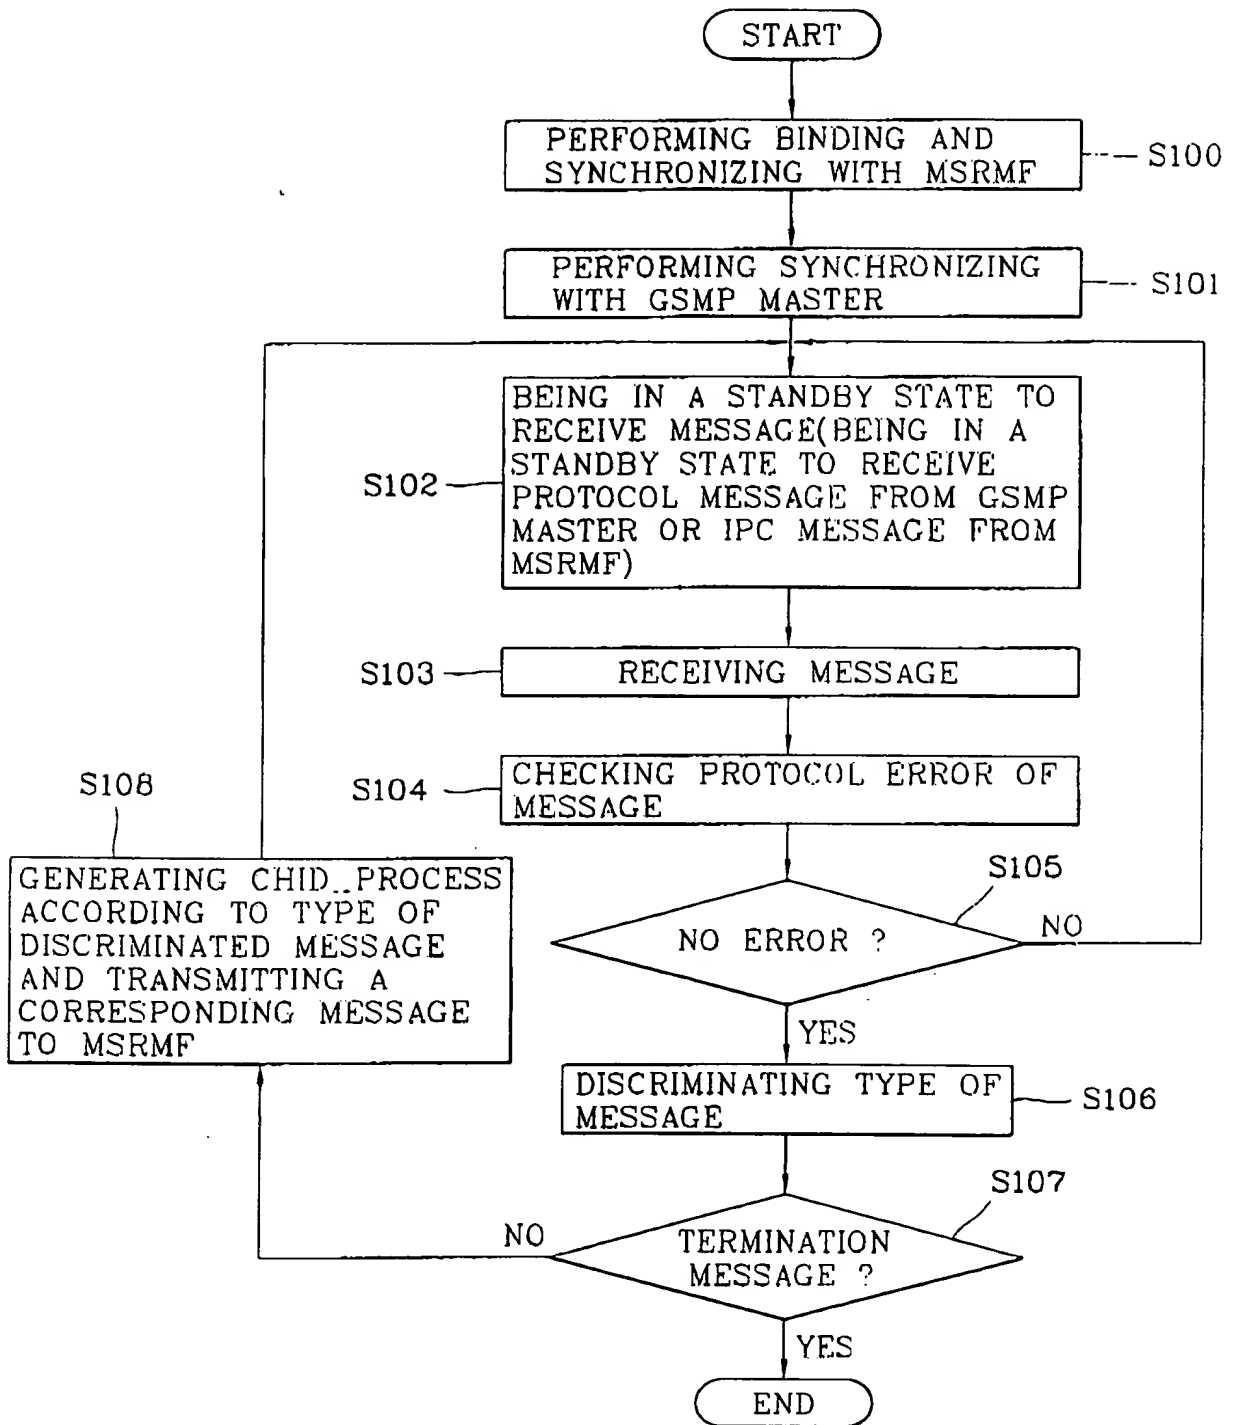 START
PERFORMING BINDING AND
SYNCHRONIZING WITH MSRMF
S100
PERFORMING SYNCHRONIZING
WITH GSMP MASTER
S101
BEING IN A STANDBY STATE TO
RECEIVE MESSAGE(BEING IN A
STANDBY STATE TO RECEIVE
PROTOCOL MESSAGE FROM GSMP
MASTER OR IPC MESSAGE FROM
MSRMF)
S102
S103
RECEIVING MESSAGE
S104
CHECKING PROTOCOL ERROR OF
MESSAGE
S108
GENERATING CHID_PROCESS
ACCORDING TO TYPE OF
DISCRIMINATED MESSAGE
AND TRANSMITTING A
CORRESPONDING MESSAGE
TO MSRMF
S105
NO ERROR ?
NO
YES
DISCRIMINATING TYPE OF
MESSAGE
S106
S107
NO
TERMINATION
MESSAGE ?
YES
END